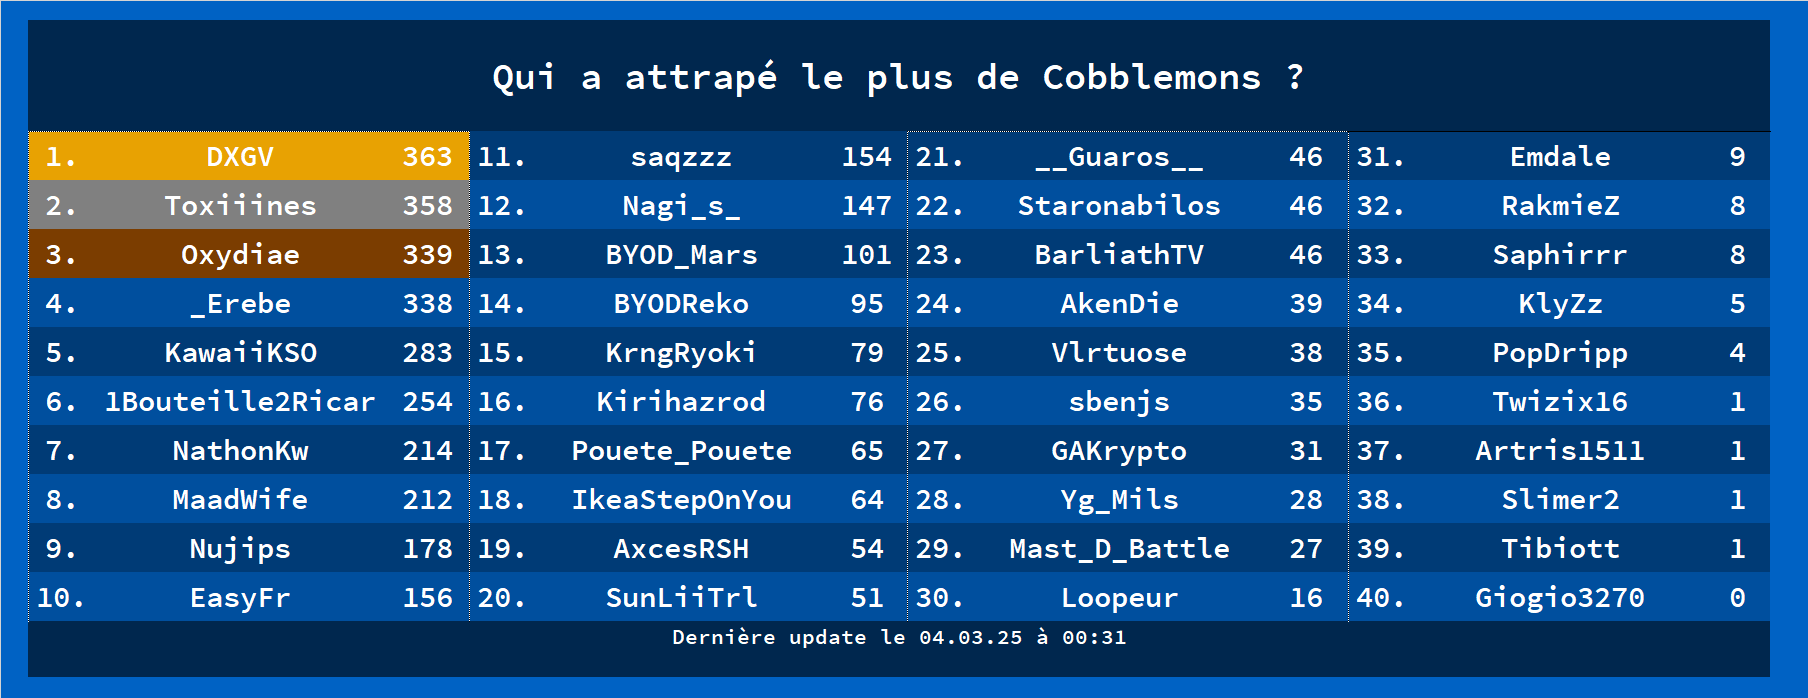 Qui a attrapé le plus de Cobblemons ?
1. DXGV 363 11. saqzzz 154 21. __Guaros__ 46 31. Emdale 9
2. Toxiiines 358 12. Nagi_s_ 147 22. Staronabilos 46 32. RakmieZ 8
3. Oxydiae 339 13. BYOD_Mars 101 23. BarliathTV 46 33. Saphirrr 8
4. _Erebe 338 14. BYODReko 95 24. AkenDie 39 34. KlyZz 5
5. KawaiiKSO 283 15. KrngRyoki 79 25. Vlrtuose 38 35. PopDripp 4
6. 1Bouteille2Ricar 254 16. Kirihazrod 76 26. sbenjs 35 36. Twizix16 1
7. NathonKw 214 17. Pouete_Pouete 65 27. GAKrypto 31 37. Artris1511 1
8. MaadWife 212 18. IkeaStepOnYou 64 28. Yg_Mils 28 38. Slimer2 1
9. Nujips 178 19. AxcesRSH 54 29. Mast_D_Battle 27 39. Tibiott 1
10. EasyFr 156 20. SunLiiTrl 51 30. Loopeur 16 40. Giogio3270 0
Dernière update le 04.03.25 à 00:31